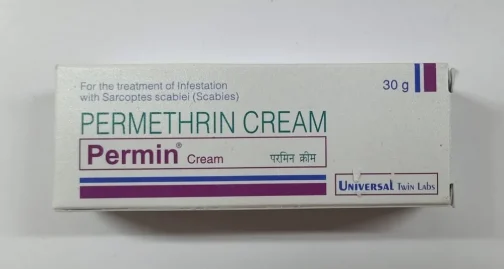 For the treatment of Infestation
with Sarcoptes scabiei (Scabies)
30 g
PERMETHRIN CREAM
Permin® Cream परमिन क्रीम
UNIVERSAL TWIN LABS